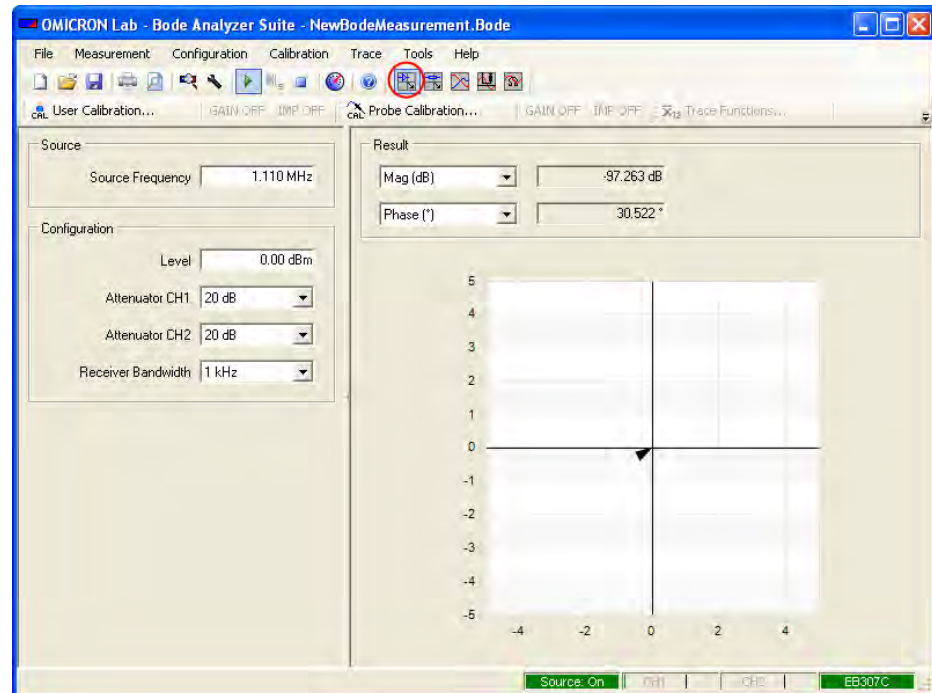 OMICRON Lab - Bode Analyzer Suite - NewBodeMeasurement.Bode
File Measurement Configuration Calibration Trace Tools Help
CAL User Calibration... GAIN OFF IMP OFF CAL Probe Calibration... GAIN OFF IMP OFF Trace Functions...
Source
Source Frequency 1.110 MHz
Configuration
Level 0.00 dBm
Attenuator CH1 20 dB
Attenuator CH2 20 dB
Receiver Bandwidth 1 kHz
Result
Mag (dB) -97.263 dB
Phase (°) 30.522 °
5
4
3
2
1
0
-1
-2
-3
-4
-5
-4 -2 0 2 4
Source: On CH1 CH2 EB307C